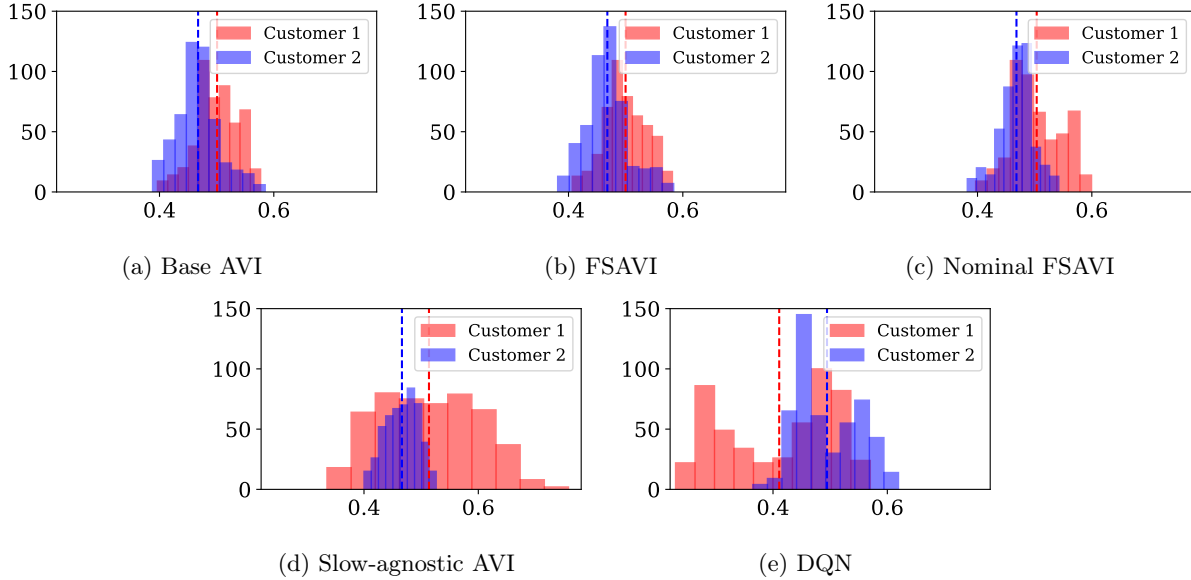 150
100
50
0
0.4
0.6
Customer 1
Customer 2
(a) Base AVI
150
100
50
0
0.4
0.6
Customer 1
Customer 2
(b) FSAVI
150
100
50
0
0.4
0.6
Customer 1
Customer 2
(c) Nominal FSAVI
150
100
50
0
0.4
0.6
Customer 1
Customer 2
(d) Slow-agnostic AVI
150
100
50
0
0.4
0.6
Customer 1
Customer 2
(e) DQN